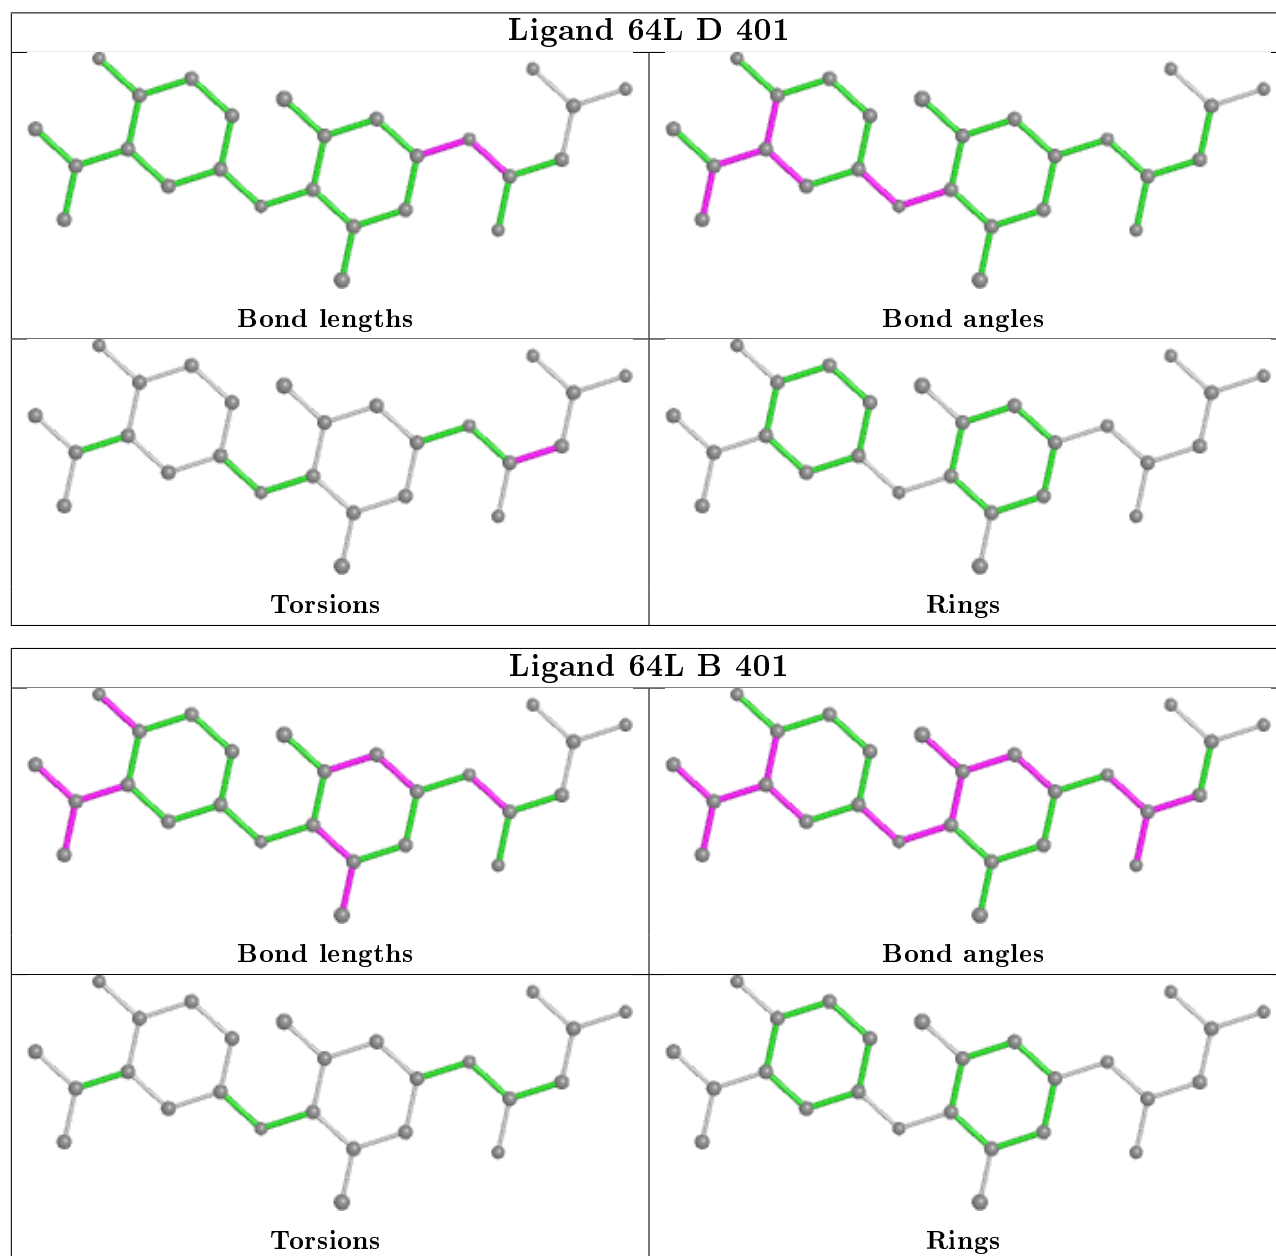 Ligand 64L D 401
Bond lengths
Bond angles
Torsions
Rings
Ligand 64L B 401
Bond lengths
Bond angles
Torsions
Rings